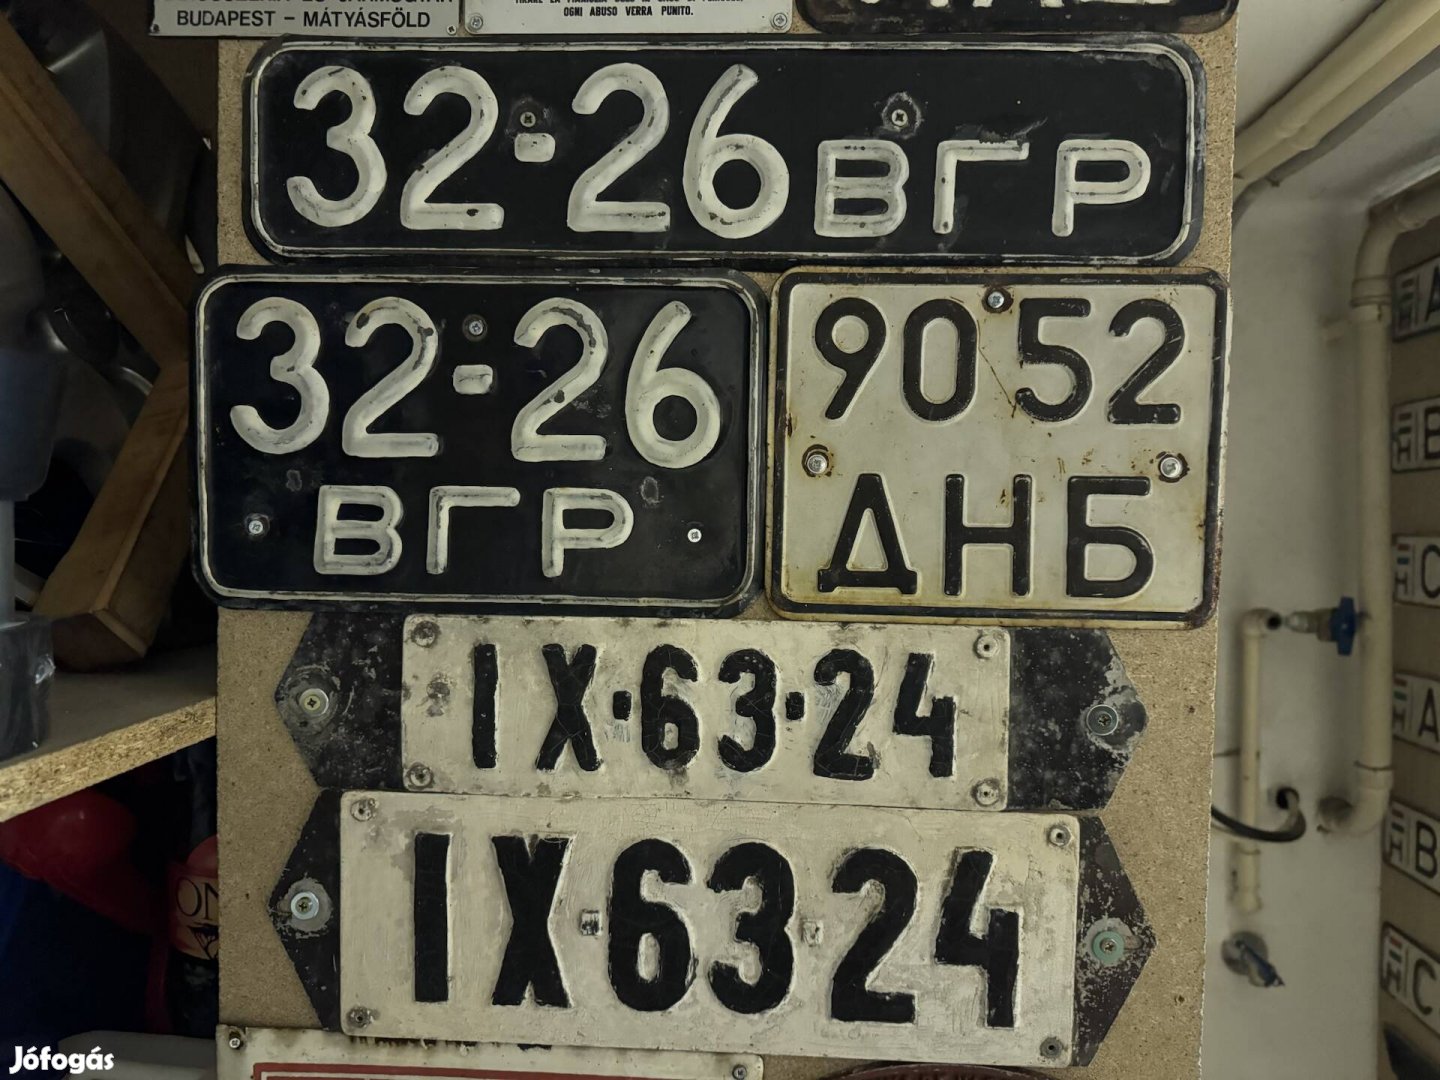 BUDAPEST – MÁTYÁSFÖLD
OGNI ABUSO VERRA PUNITO.
32-26 ВГР
32-26
ВГР
9052
ДНБ
IX·63·24
IX·63·24
A
B
C
A
B
C
ON
Jófogás